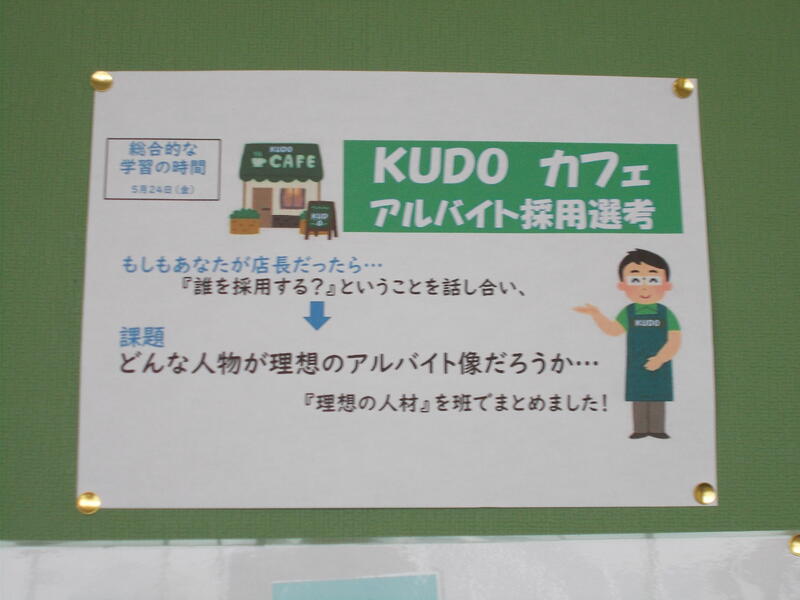 総合的な
学習の時間
5月24日(金)
KUDO
CAFE
KUD
-O-
KUDO カフェ
アルバイト採用選考
もしもあなたが店長だったら…
『誰を採用する?』ということを話し合い、
課題
どんな人物が理想のアルバイト像だろうか…
『理想の人材』を班でまとめました!
KUDO